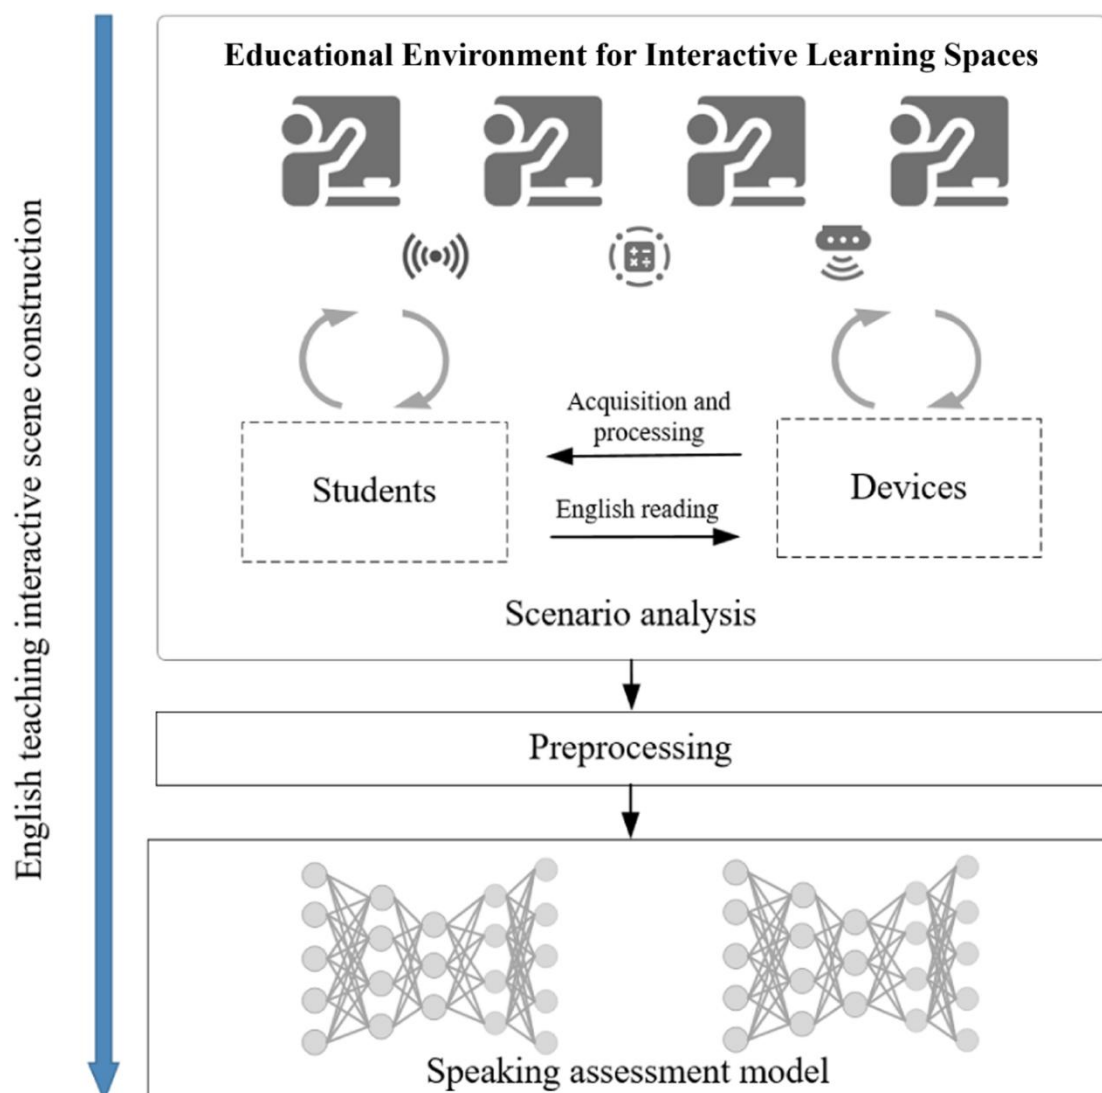 Educational Environment for Interactive Learning Spaces
English teaching interactive scene construction
Acquisition and
processing
Students
Devices
English reading
Scenario analysis
Preprocessing
Speaking assessment model